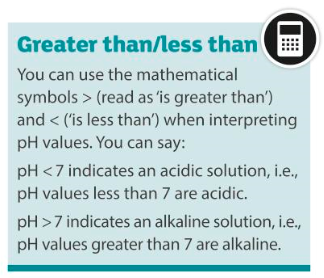 Greater than/less than
You can use the mathematical
symbols > (read as ‘is greater than’)
and < (‘is less than’) when interpreting
pH values. You can say:
pH < 7 indicates an acidic solution, i.e.,
pH values less than 7 are acidic.
pH > 7 indicates an alkaline solution, i.e.,
pH values greater than 7 are alkaline.